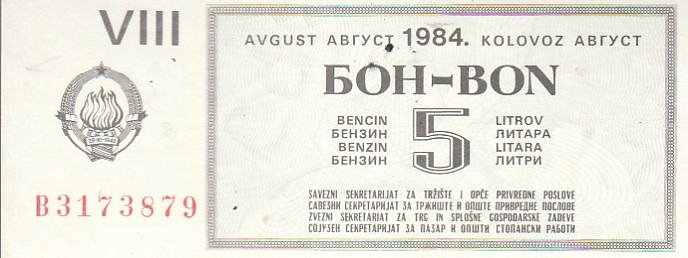 VIII
AVGUST АВГУСТ 1984. KOLOVOZ АВГУСТ
БОН-BON
BENCIN 5 LITROV
БЕНЗИН ЛИТАРА
BENZIN LITARA
БЕНЗИН ЛИТРИ
B3173879
SAVEZNI SEKRETARIJAT ZA TRŽIŠTE I OPĆE PRIVREDNE POSLOVE
САВЕЗНИ СЕКРЕТАРИЈАТ ЗА ТРЖИШТЕ И ОПШТЕ ПРИВРЕДНЕ ПОСЛОВЕ
ZVEZNI SEKRETARIAT ZA TRG IN SPLOŠNE GOSPODARSKE ZADEVE
СОЈУЗЕН СЕКРЕТАРИЈАТ ЗА ПАЗАР И ОПШТИ СТОПАНСКИ РАБОТИ